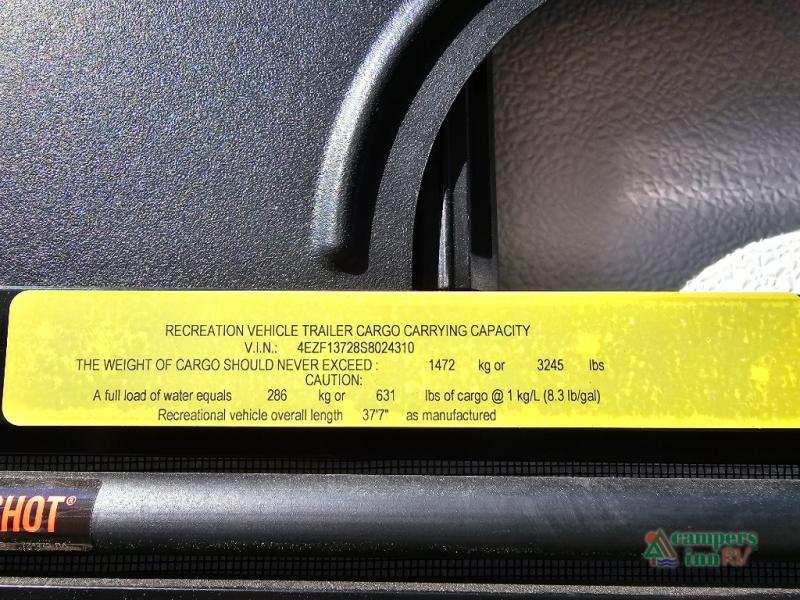 RECREATION VEHICLE TRAILER CARGO CARRYING CAPACITY
V.I.N.: 4EZF13728S8024310
THE WEIGHT OF CARGO SHOULD NEVER EXCEED : 1472 kg or 3245 lbs
CAUTION:
A full load of water equals 286 kg or 631 lbs of cargo @ 1 kg/L (8.3 lb/gal)
Recreational vehicle overall length 37'7" as manufactured
HOT®
campers
inn RV